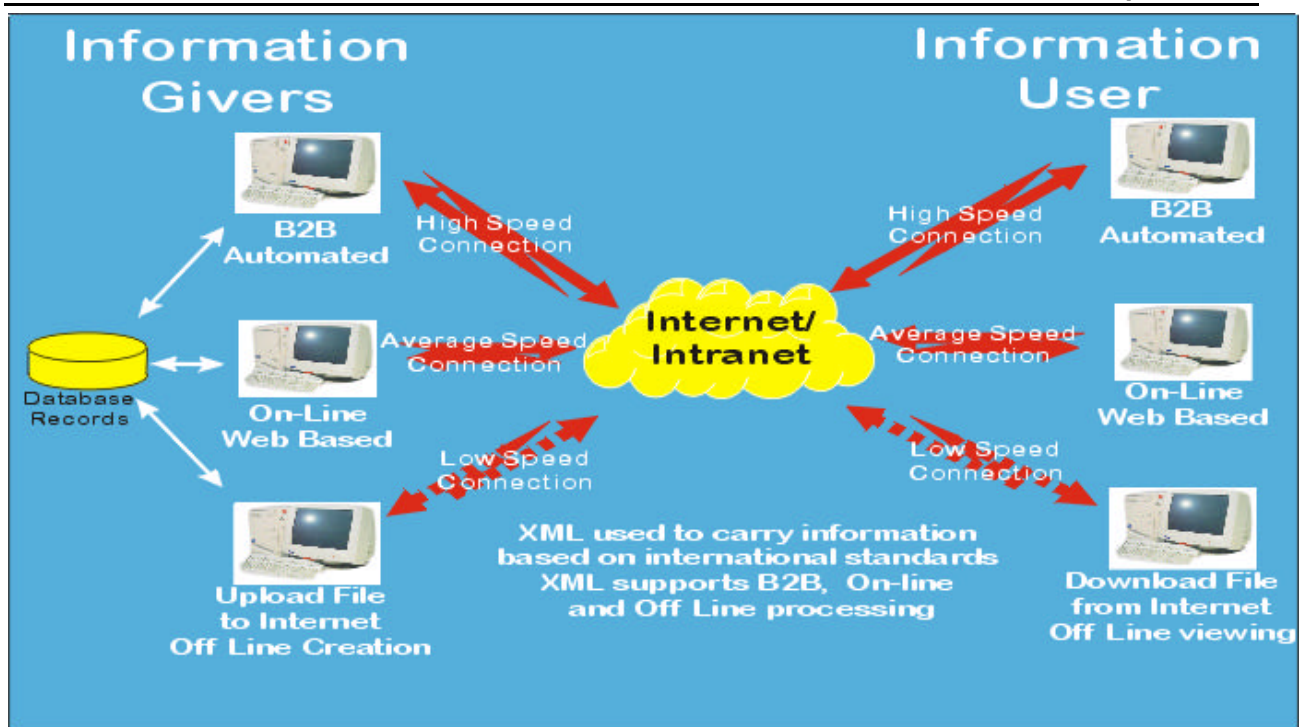 Information
Givers
Information
User
B2B
Automated
High Speed
Connection
High Speed
Connection
B2B
Automated
Internet/
Intranet
Average Speed
Connection
Average Speed
Connection
Database
Records
On-Line
Web Based
On-Line
Web Based
Low Speed
Connection
Low Speed
Connection
XML used to carry information
based on international standards
XML supports B2B, On-line
and Off Line processing
Upload File
to Internet
Off Line Creation
Download File
from Internet
Off Line viewing